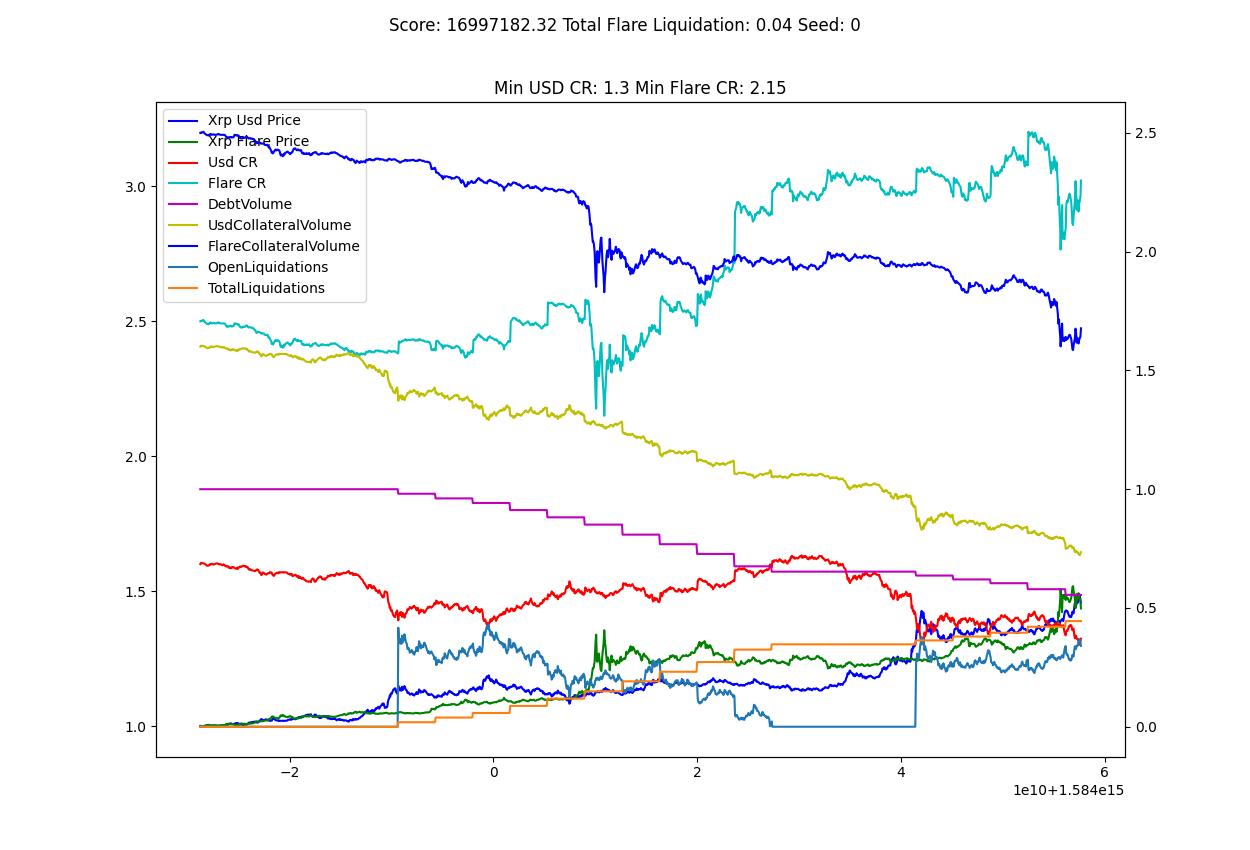 Score: 16997182.32 Total Flare Liquidation: 0.04 Seed: 0
Min USD CR: 1.3 Min Flare CR: 2.15
Xrp Usd Price
Xrp Flare Price
Usd CR
Flare CR
DebtVolume
UsdCollateralVolume
FlareCollateralVolume
OpenLiquidations
TotalLiquidations
3.0
2.5
2.0
1.5
1.0
2.5
2.0
1.5
1.0
0.5
0.0
−2
0
2
4
6
1e10+1.584e15